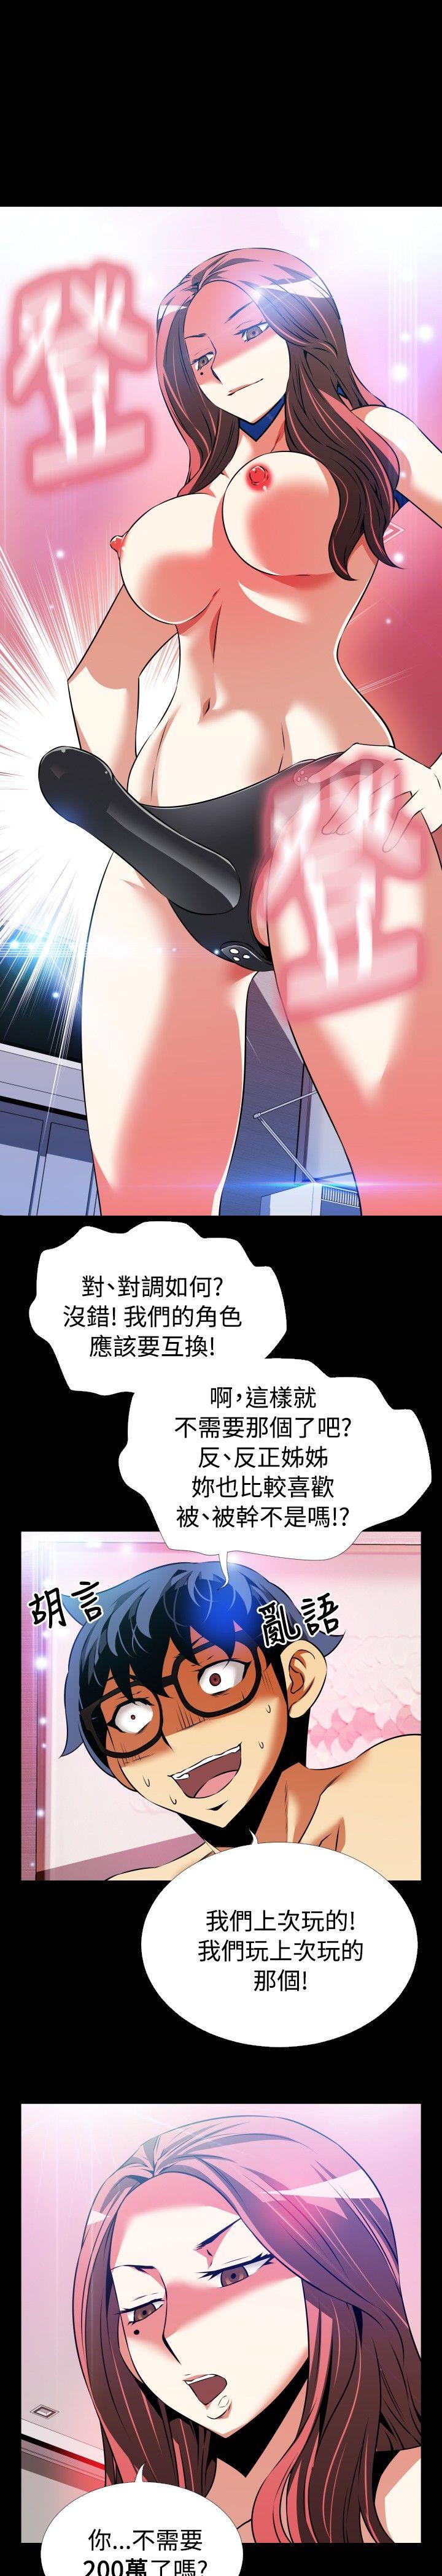 登
登
對、對調如何?
沒錯! 我們的角色
應該要互換!
啊,這樣就
不需要那個了吧?
反、反正姊姊
妳也比較喜歡
被、被幹不是嗎!?
胡言
亂語
我們上次玩的!
我們玩上次玩的
那個!
你...不需要
200萬了嗎?